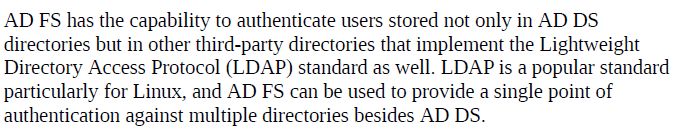 AD FS has the capability to authenticate users stored not only in AD DS
directories but in other third-party directories that implement the Lightweight
Directory Access Protocol (LDAP) standard as well. LDAP is a popular standard
particularly for Linux, and AD FS can be used to provide a single point of
authentication against multiple directories besides AD DS.